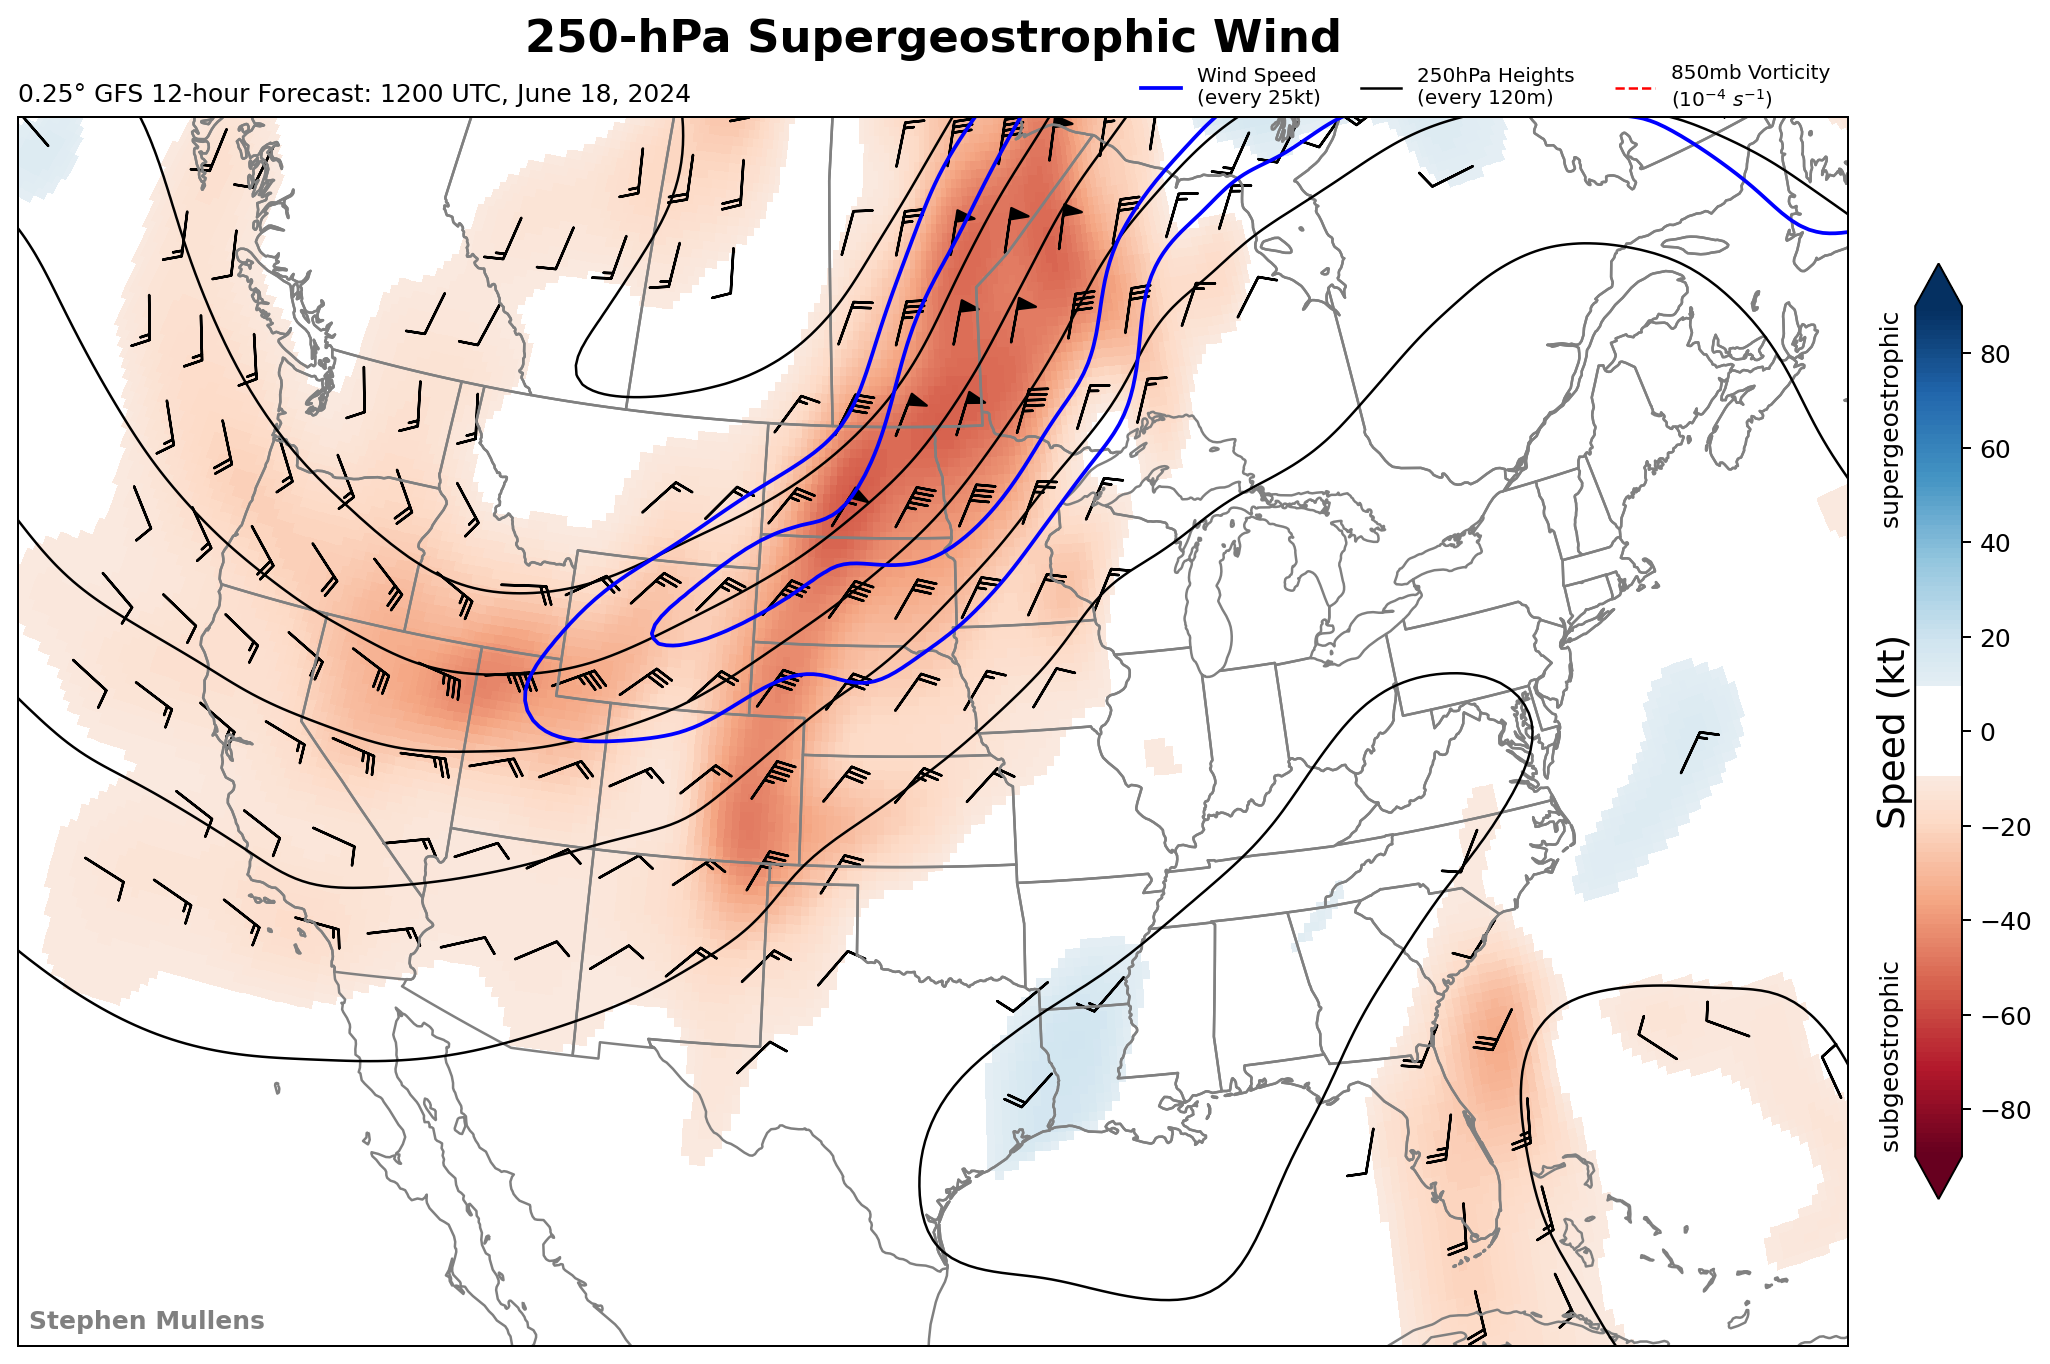 250-hPa Supergeostrophic Wind
0.25° GFS 12-hour Forecast: 1200 UTC, June 18, 2024
Wind Speed
(every 25kt)
250hPa Heights
(every 120m)
850mb Vorticity
(10⁻⁴ s⁻¹)
supergeostrophic
Speed (kt)
subgeostrophic
80
60
40
20
0
−20
−40
−60
−80
Stephen Mullens